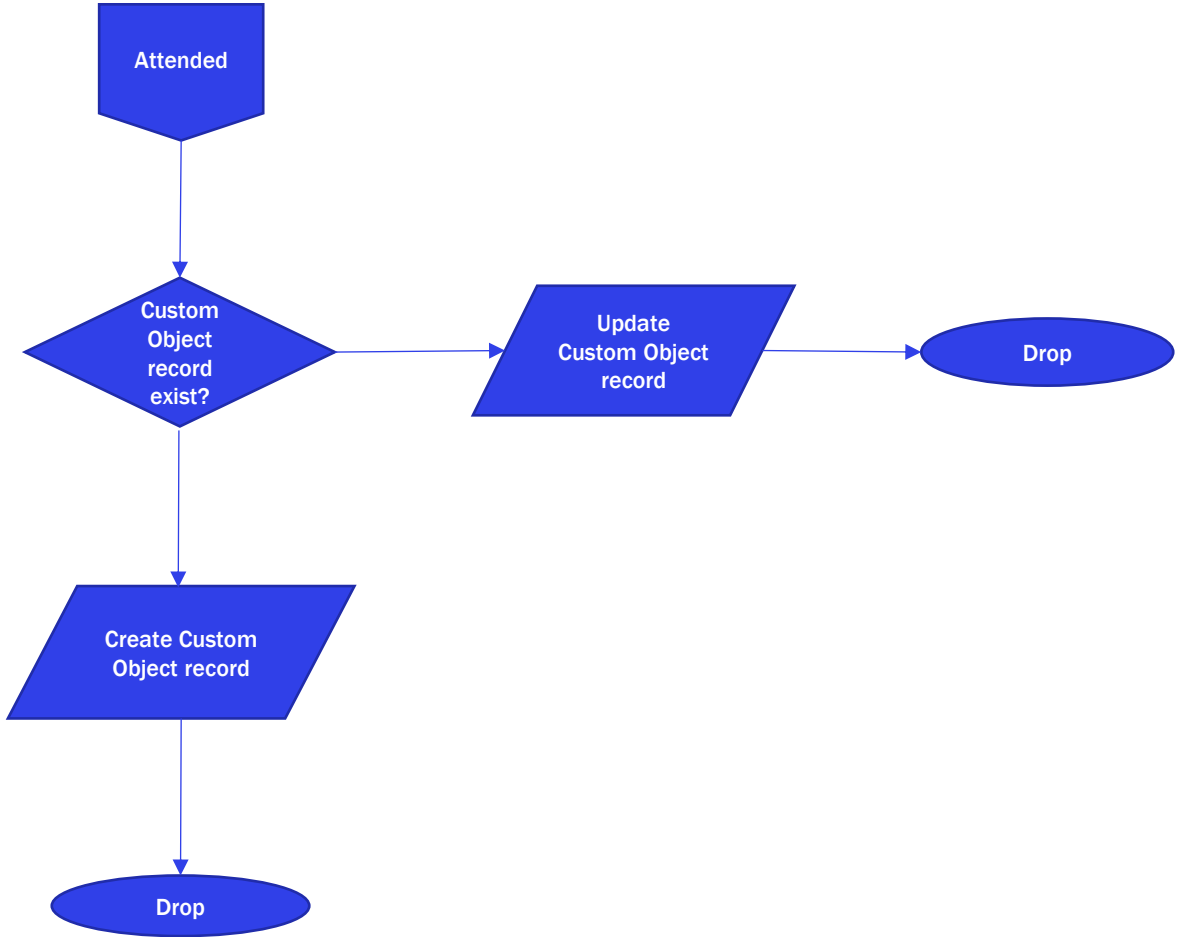 Attended
Custom
Object
record
exist?
Update
Custom Object
record
Drop
Create Custom
Object record
Drop